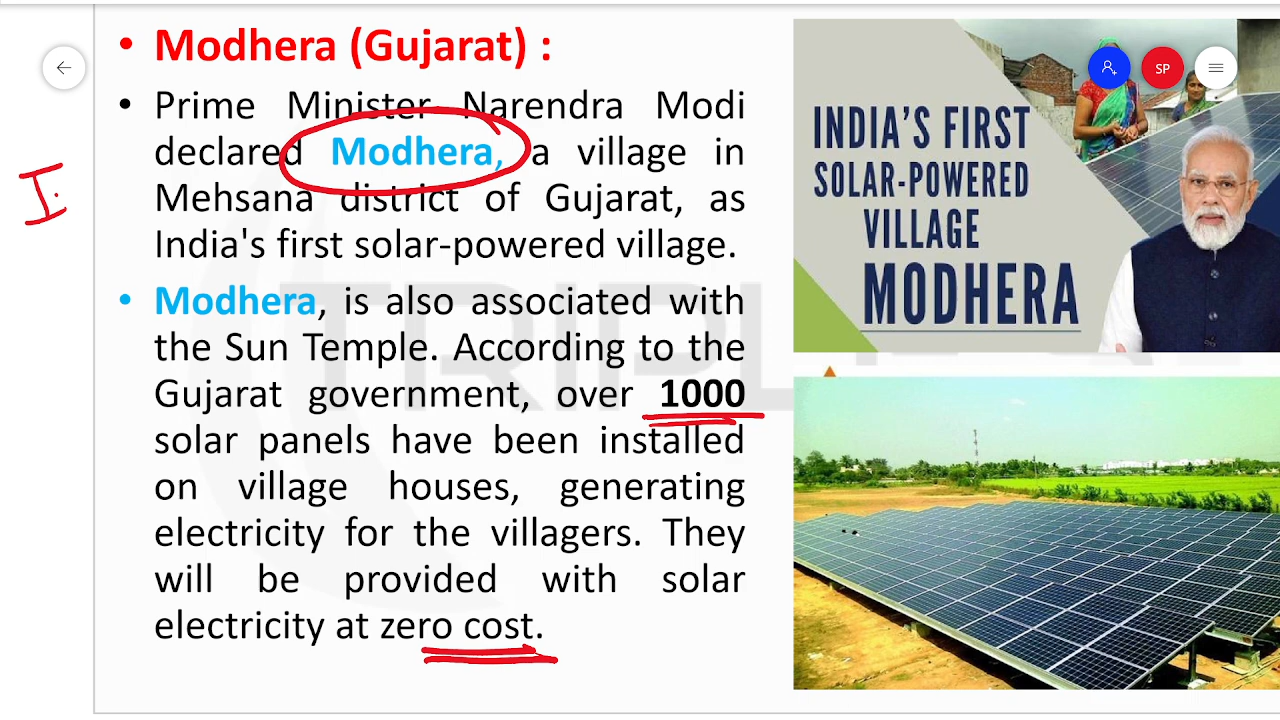 • Modhera (Gujarat) :
• Prime Minister Narendra Modi
declared Modhera, a village in
Mehsana district of Gujarat, as
India's first solar-powered village.
• Modhera, is also associated with
the Sun Temple. According to the
Gujarat government, over 1000
solar panels have been installed
on village houses, generating
electricity for the villagers. They
will be provided with solar
electricity at zero cost.
I
SP
INDIA'S FIRST
SOLAR-POWERED
VILLAGE
MODHERA